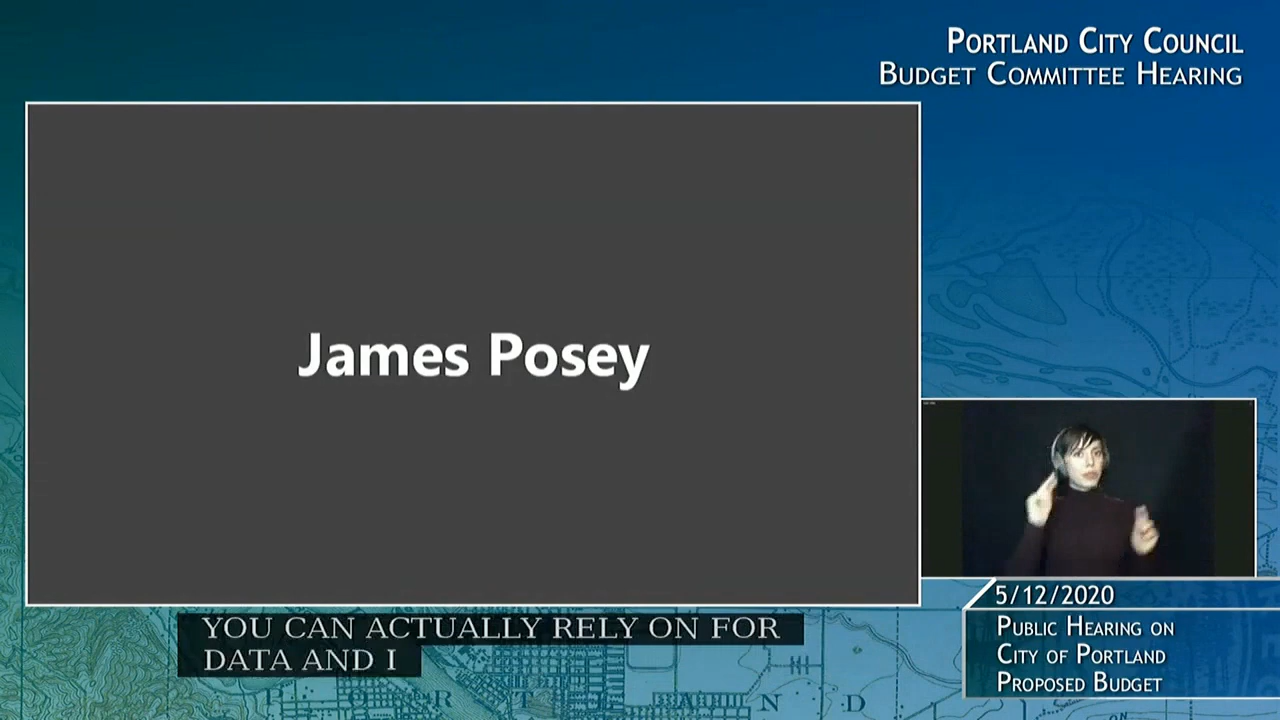 PORTLAND CITY COUNCIL
BUDGET COMMITTEE HEARING
James Posey
YOU CAN ACTUALLY RELY ON FOR
DATA AND I
5/12/2020
PUBLIC HEARING ON
CITY OF PORTLAND
PROPOSED BUDGET